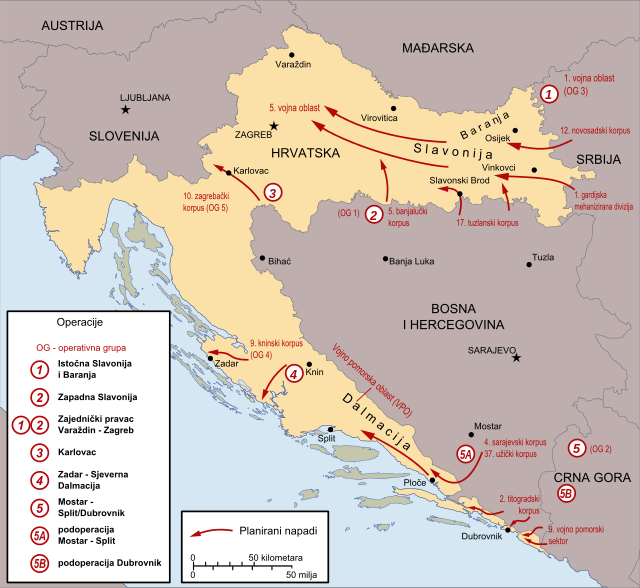 AUSTRIJA
MAĐARSKA
Varaždin
1. vojna oblast
(OG 3)
1
LJUBLJANA
5. vojna oblast
Virovitica
Baranja
ZAGREB
Osijek
12. novosadski korpus
SLOVENIJA
HRVATSKA
Slavonija
SRBIJA
Vinkovci
Karlovac
Slavonski Brod
10. zagrebački
korpus (OG 5)
3
(OG 1)
2
5. banjalučki
korpus
17. tuzlanski korpus
1. gardijska
mehanizirana divizija
Bihać
Banja Luka
Tuzla
BOSNA
I HERCEGOVINA
SARAJEVO
9. kninski korpus
(OG 4)
Zadar
Knin
4
Vojno pomorska oblast (VPO)
Dalmacija
Split
Mostar
4. sarajevski korpus
37. užički korpus
5A
5
(OG 2)
CRNA GORA
5B
Ploče
2. titogradski
korpus
Dubrovnik
9. vojno pomorski
sektor
Operacije
OG - operativna grupa
1 Istočna Slavonija
i Baranja
2 Zapadna Slavonija
1 2 Zajednički pravac
Varaždin - Zagreb
3 Karlovac
4 Zadar - Sjeverna
Dalmacija
5 Mostar -
Split/Dubrovnik
5A podoperacija
Mostar - Split
5B podoperacija Dubrovnik
Planirani napadi
0 50 kilometara
0 50 milja